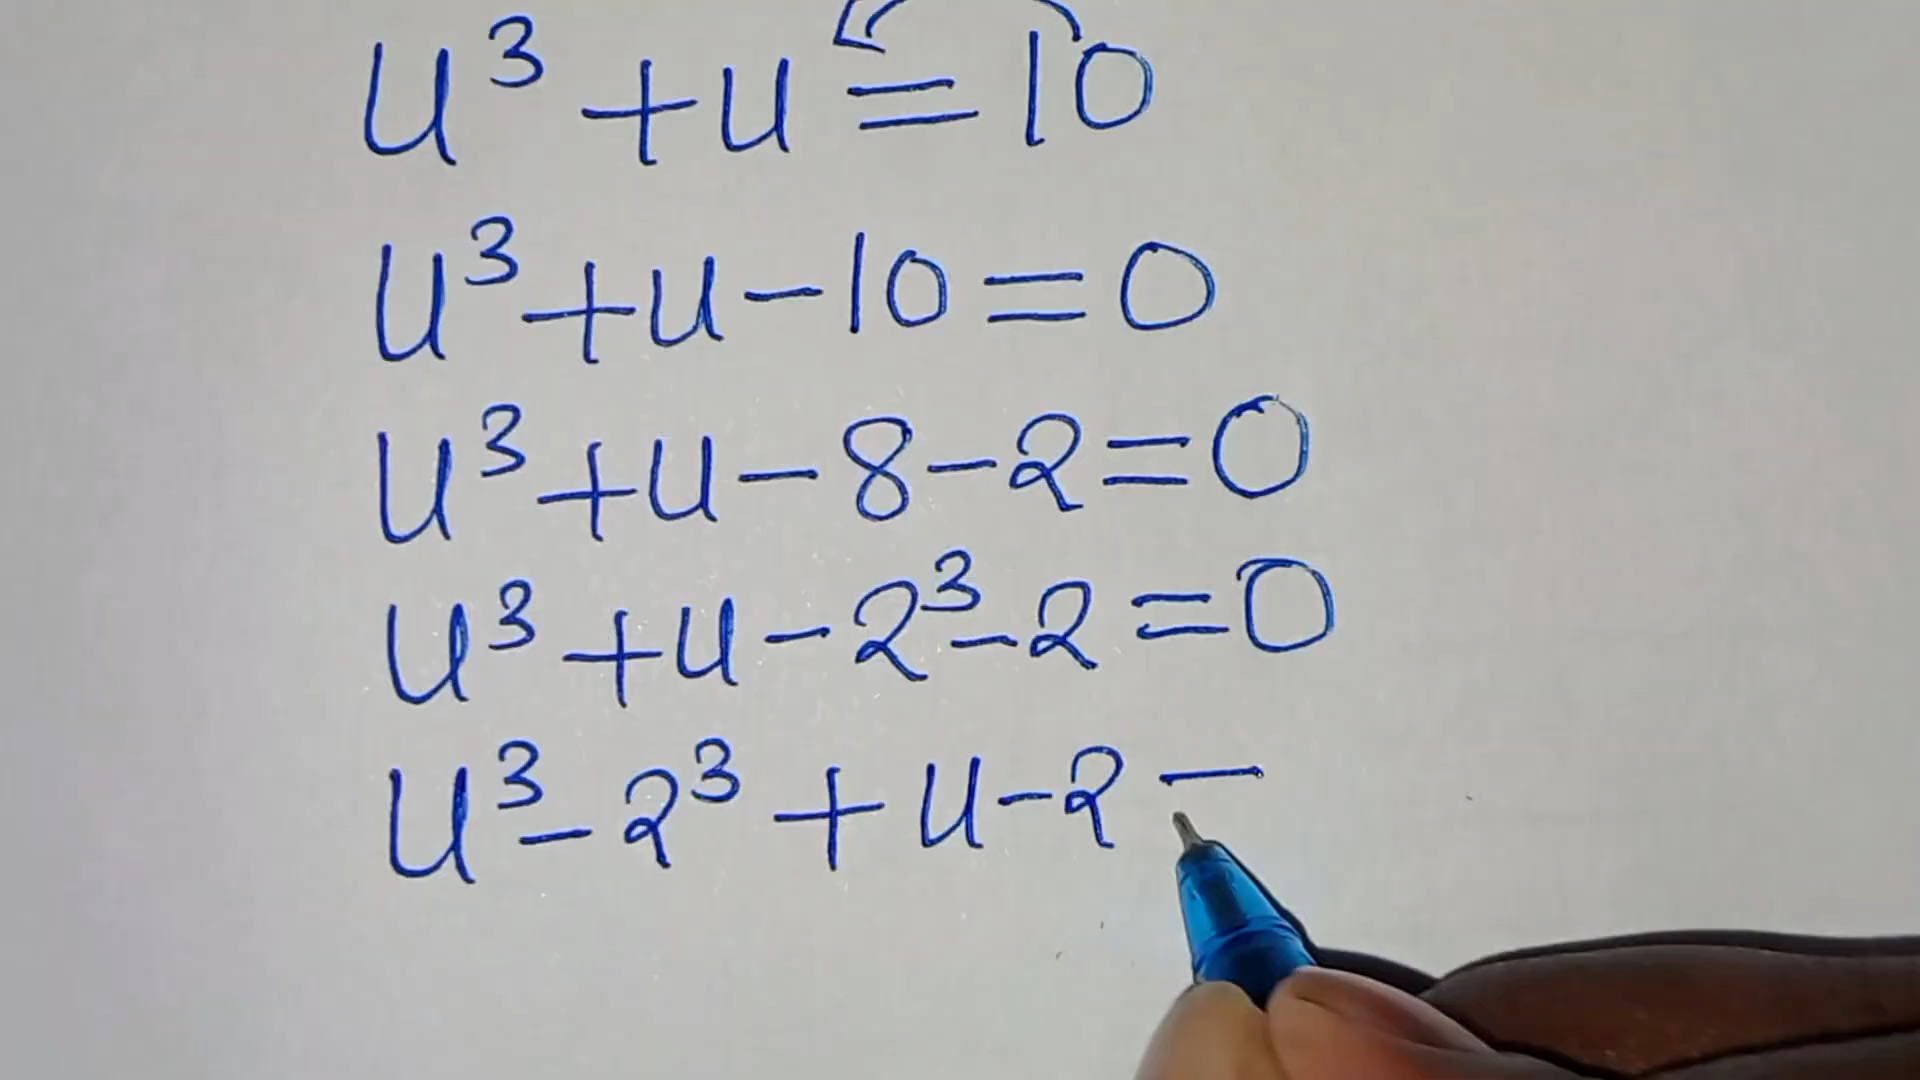 u³ + u = 10
u³ + u - 10 = 0
u³ + u - 8 - 2 = 0
u³ + u - 2³ - 2 = 0
u³ - 2³ + u - 2 -